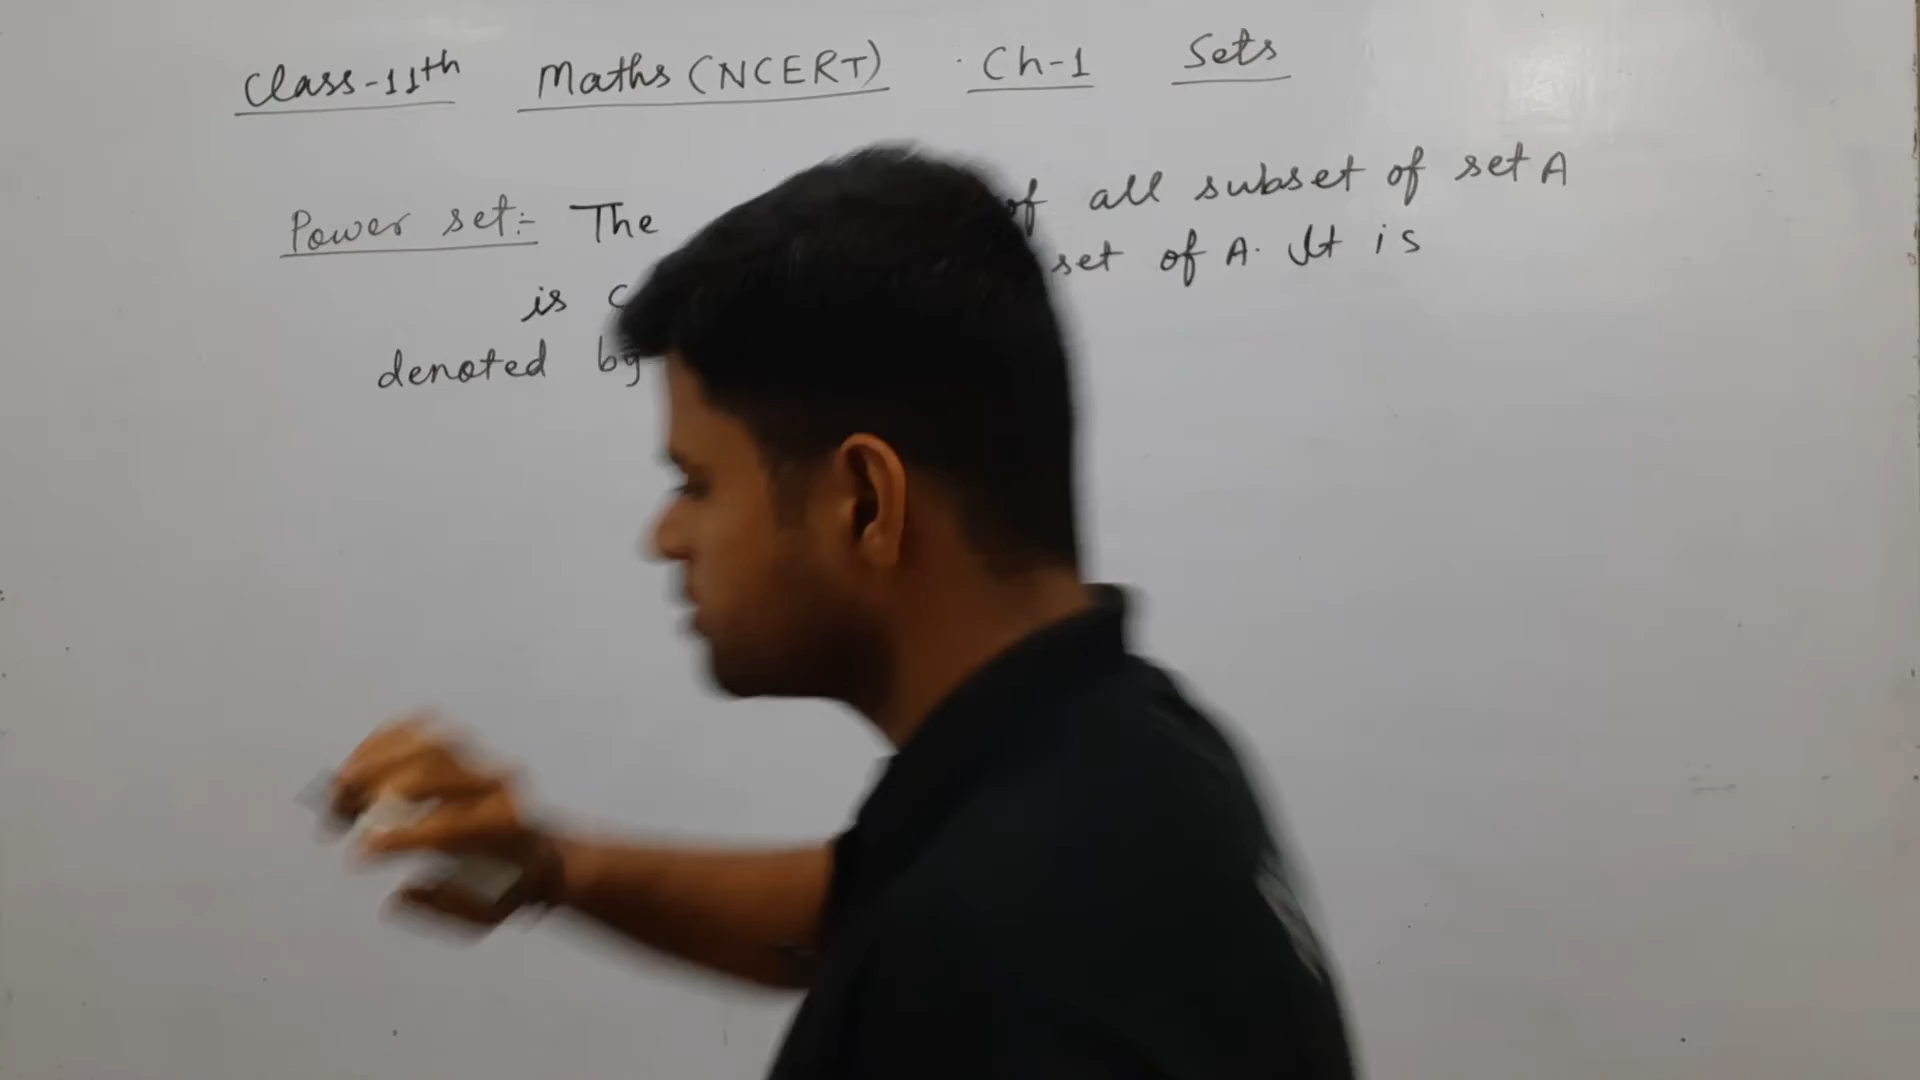 Class-11th Maths (NCERT) Ch-1 Sets
Power set:- The of all subset of set A
is set of A. It is
denoted by